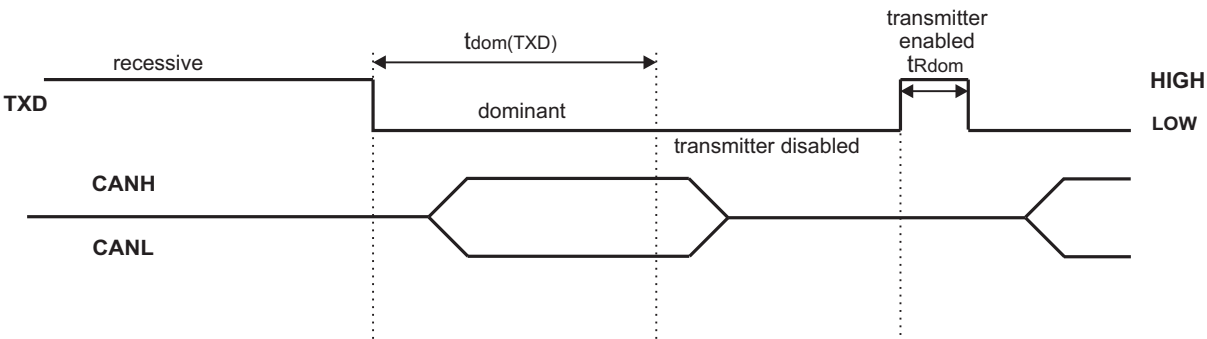 transmitter
enabled
tdom(TXD)
tRdom
recessive
HIGH
TXD
dominant
LOW
transmitter disabled
CANH
CANL